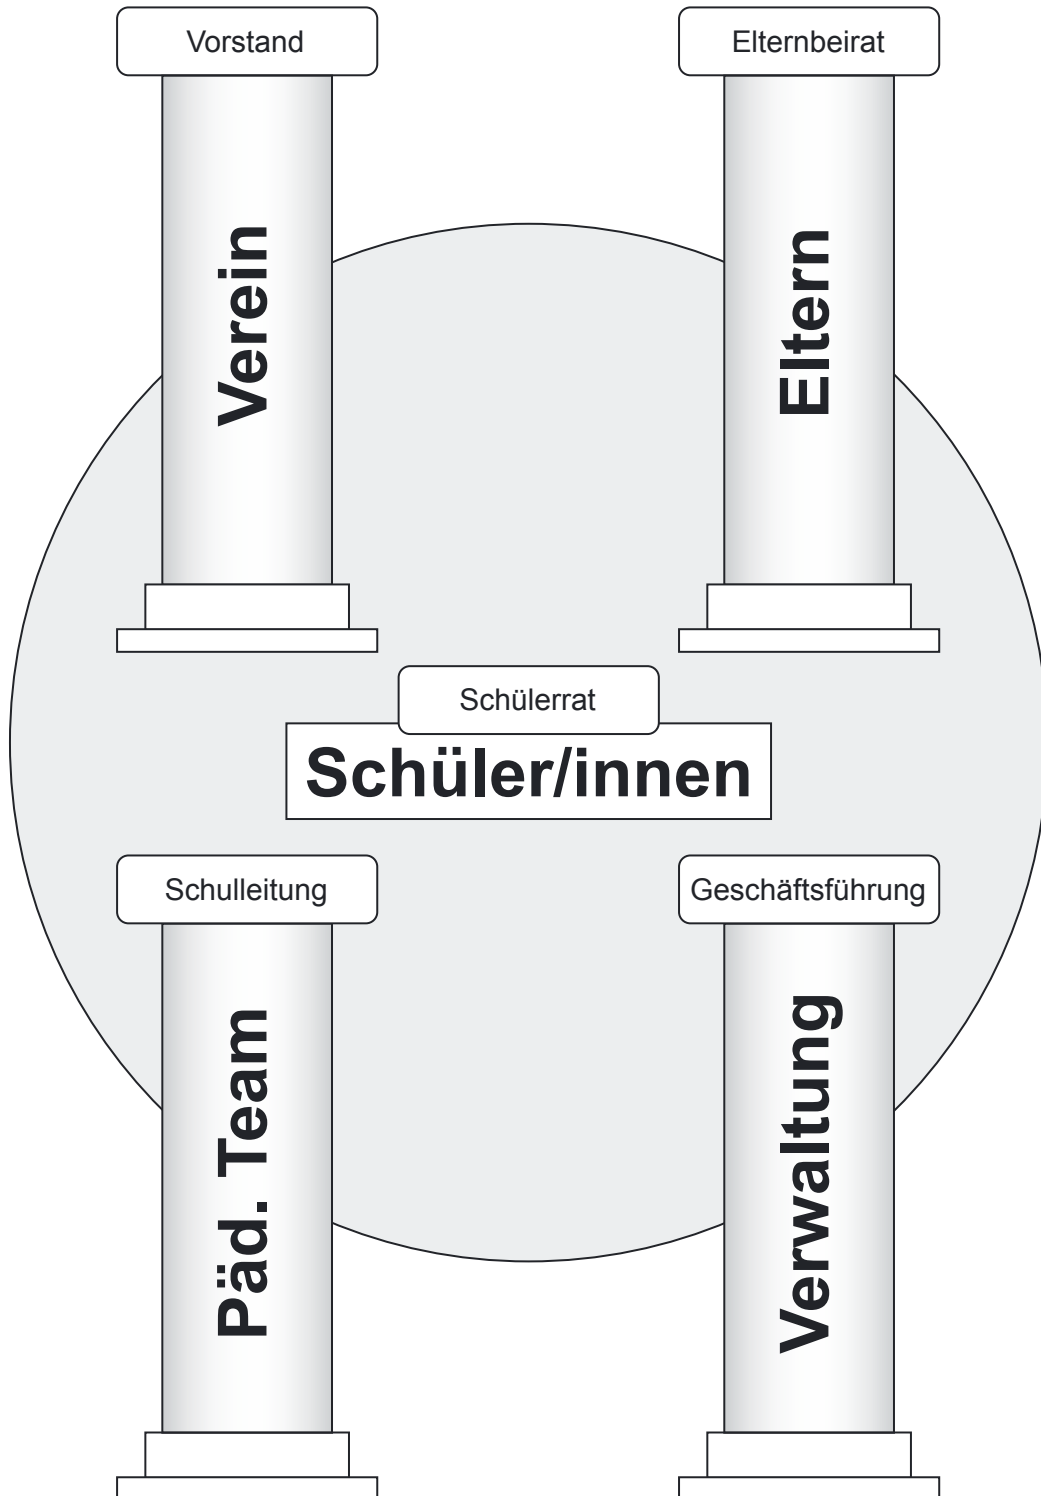 Vorstand
Elternbeirat
Verein
Eltern
Schülerrat
Schüler/innen
Schulleitung
Geschäftsführung
Päd. Team
Verwaltung